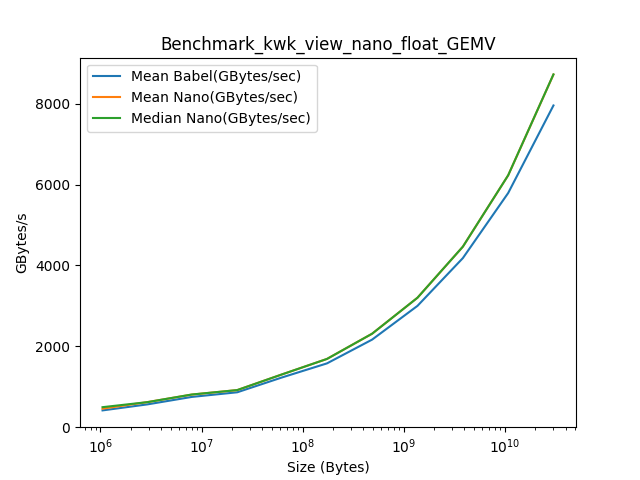 Benchmark_kwk_view_nano_float_GEMV
Mean Babel(GBytes/sec)
Mean Nano(GBytes/sec)
Median Nano(GBytes/sec)
GBytes/s
8000
6000
4000
2000
0
10^6 10^7 10^8 10^9 10^10
Size (Bytes)